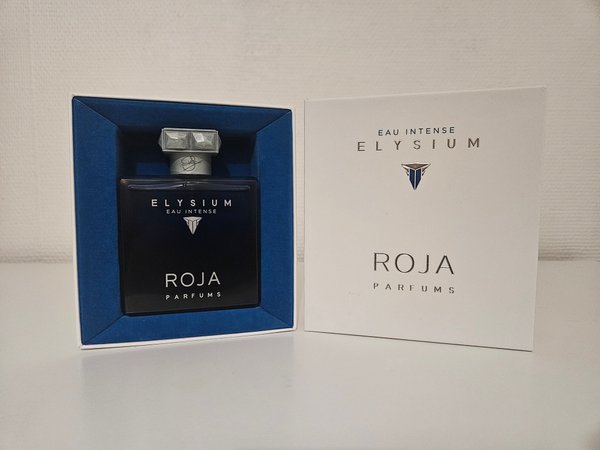 ELYSIUM
EAU INTENSE
ROJA
PARFUMS
EAU INTENSE
ELYSIUM
ROJA
PARFUMS